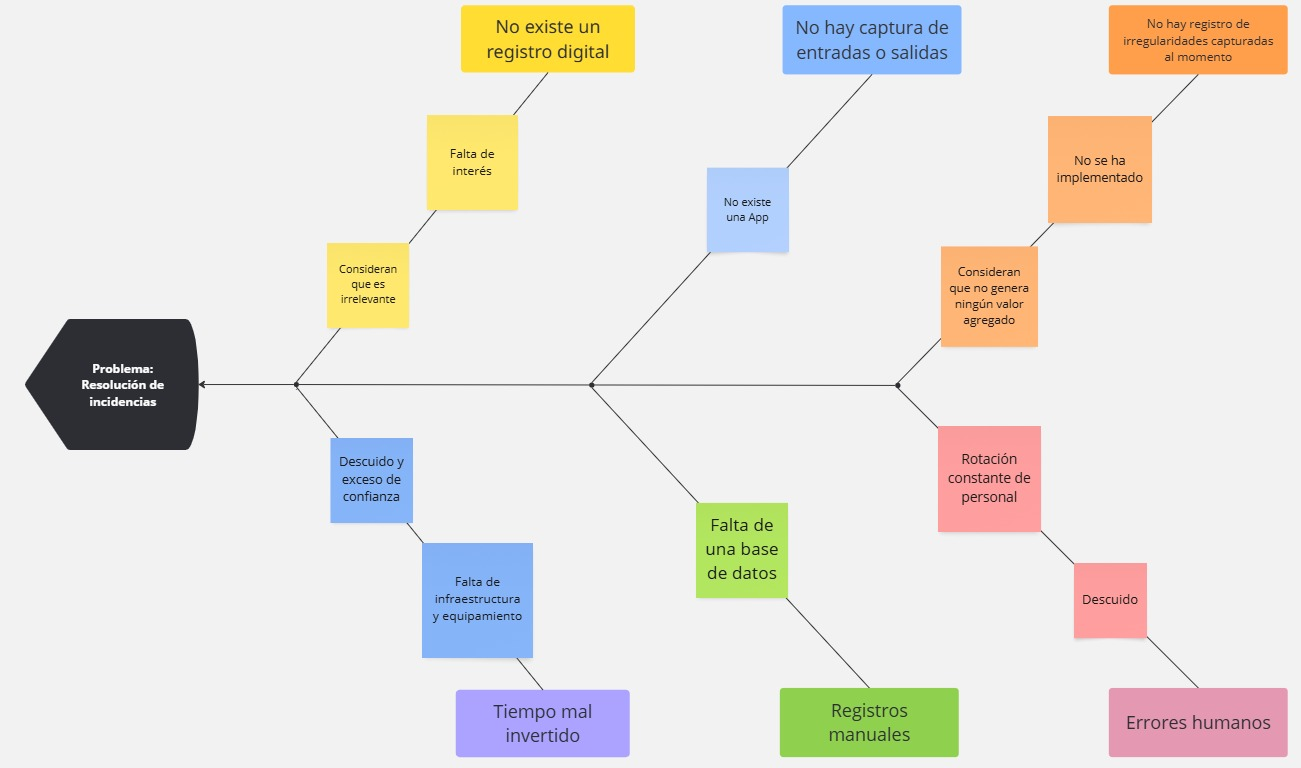 No existe un
registro digital
No hay captura de
entradas o salidas
No hay registro de
irregularidades capturadas
al momento
Falta de
interés
No existe
una App
No se ha
implementado
Consideran
que es
irrelevante
Consideran
que no genera
ningún valor
agregado
Problema:
Resolución de
incidencias
Descuido y
exceso de
confianza
Falta de
infraestructura
y equipamiento
Falta de
una base
de datos
Rotación
constante de
personal
Descuido
Tiempo mal
invertido
Registros
manuales
Errores humanos